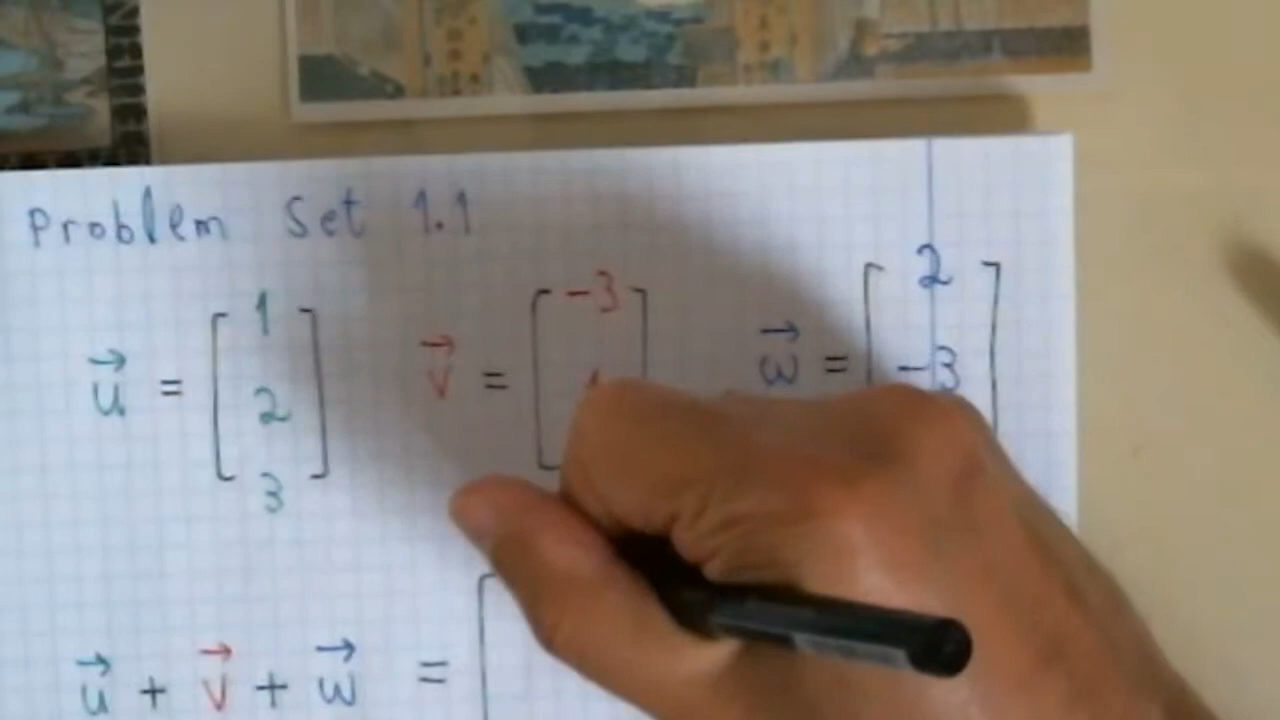 Problem Set 1.1
1 -3 2
u = 2 v = w = -3
3
u + v + w =